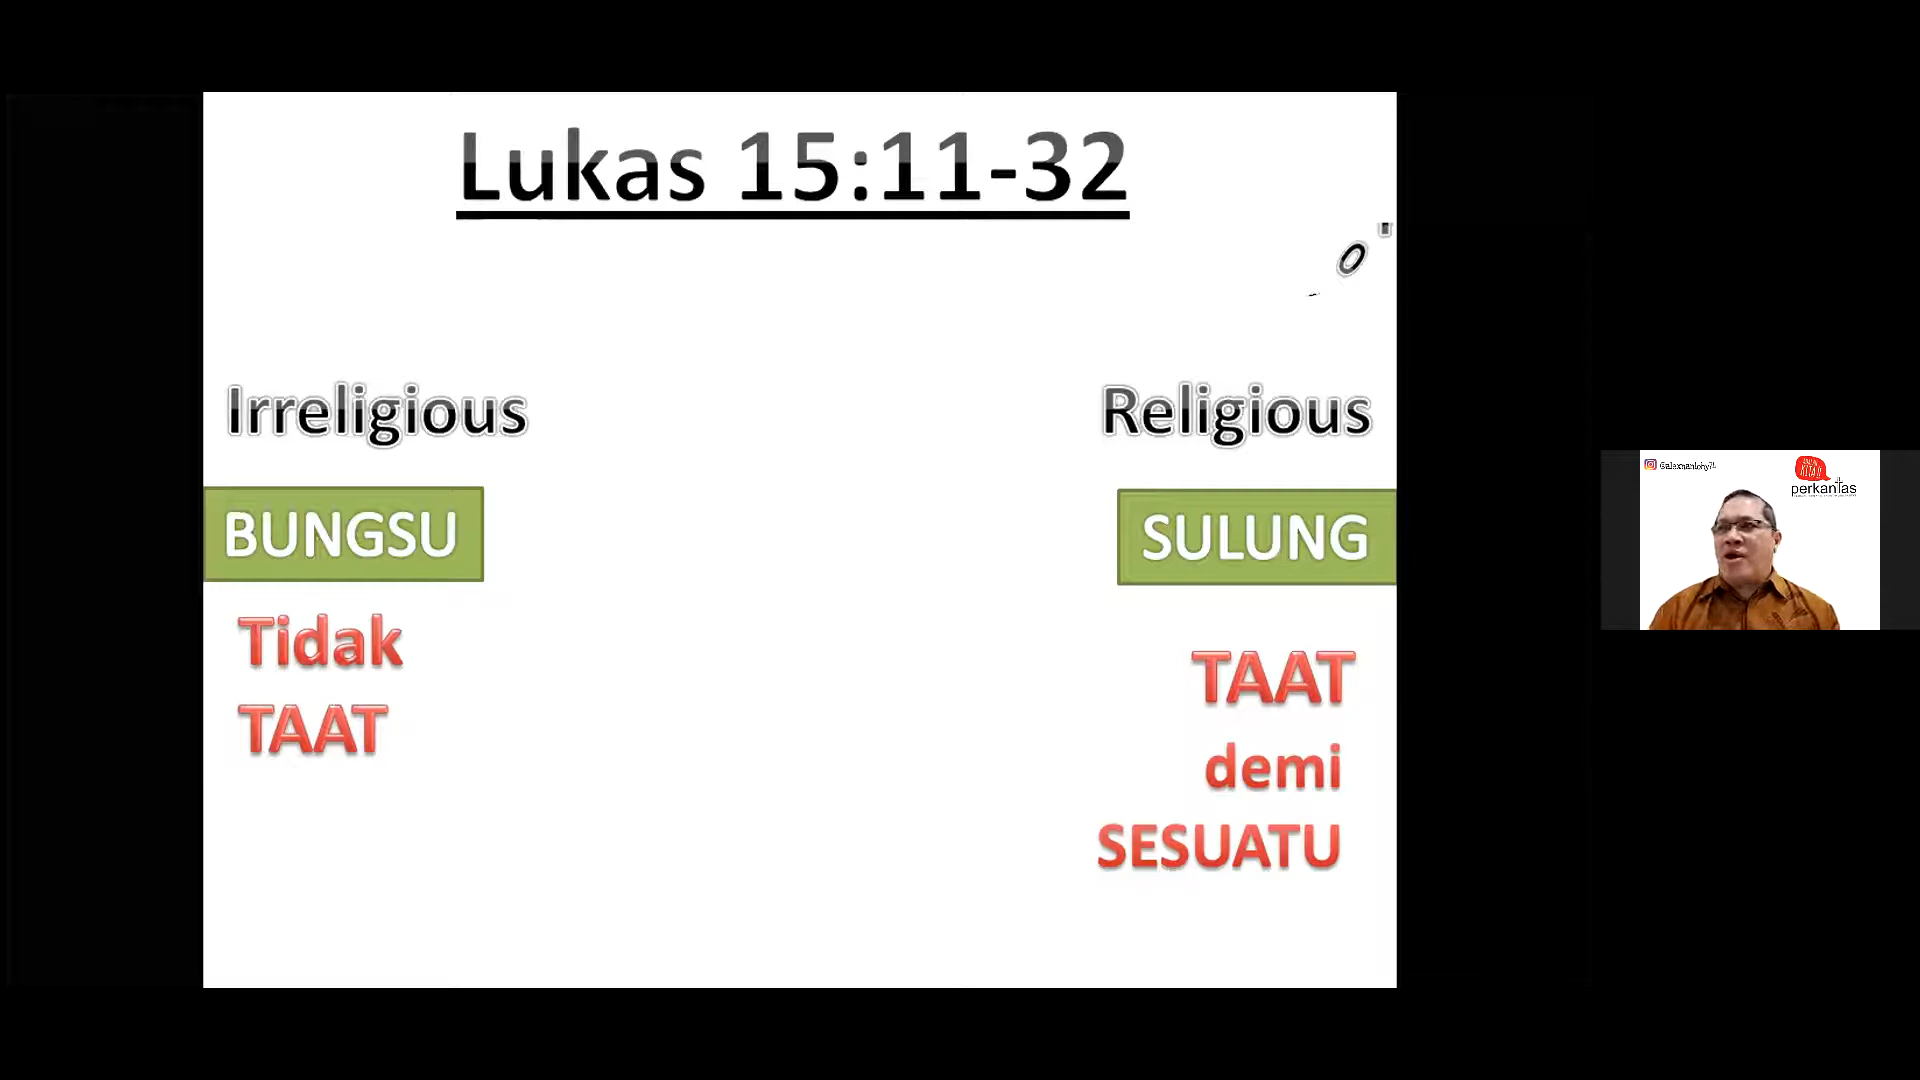 Lukas 15:11-32
Irreligious
Religious
BUNGSU
SULUNG
Tidak
TAAT
TAAT
demi
SESUATU
perkantas